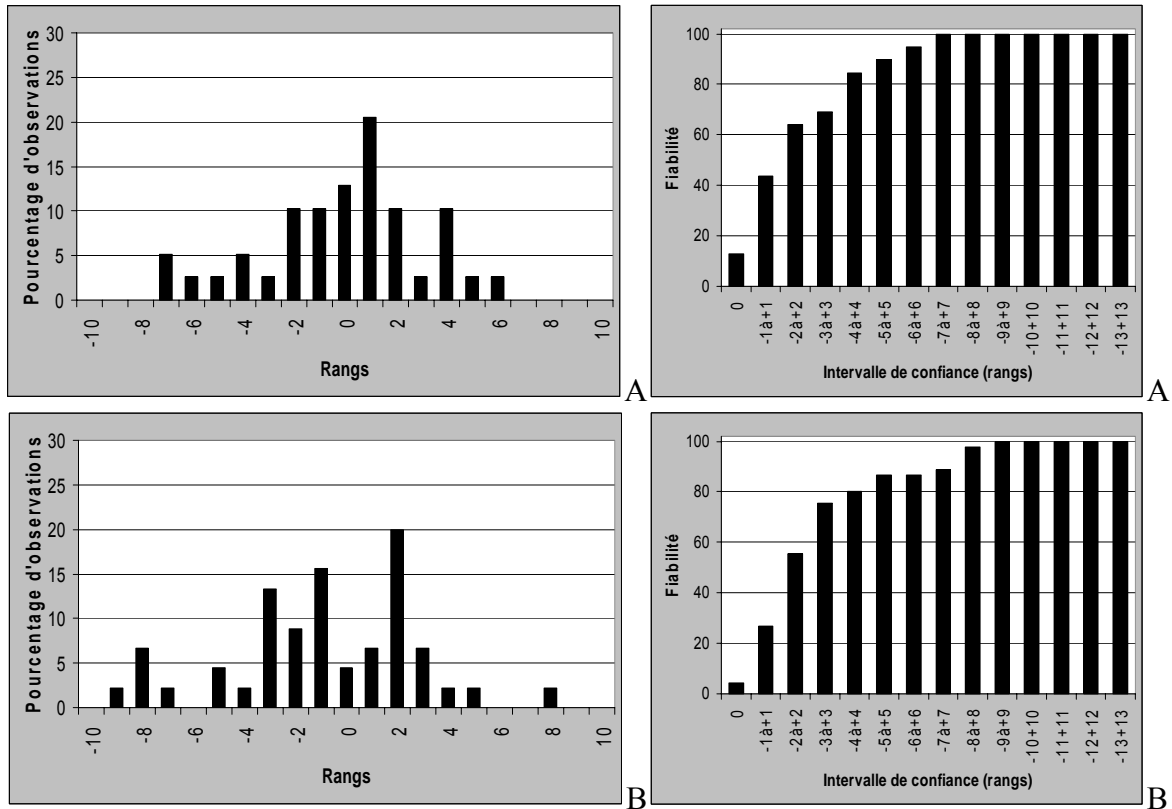 Pourcentage d'observations
30
25
20
15
10
5
0
-10 -8 -6 -4 -2 0 2 4 6 8 10
Rangs
A
Fiabilité
100
80
60
40
20
0
0 -1à+1 -2à+2 -3à+3 -4à+4 -5à+5 -6à+6 -7à+7 -8à+8 -9à+9 -10+10 -11+11 -12+12 -13+13
Intervalle de confiance (rangs)
A
Pourcentage d'observations
30
25
20
15
10
5
0
-10 -8 -6 -4 -2 0 2 4 6 8 10
Rangs
B
Fiabilité
100
80
60
40
20
0
0 -1à+1 -2à+2 -3à+3 -4à+4 -5à+5 -6à+6 -7à+7 -8à+8 -9à+9 -10+10 -11+11 -12+12 -13+13
Intervalle de confiance (rangs)
B